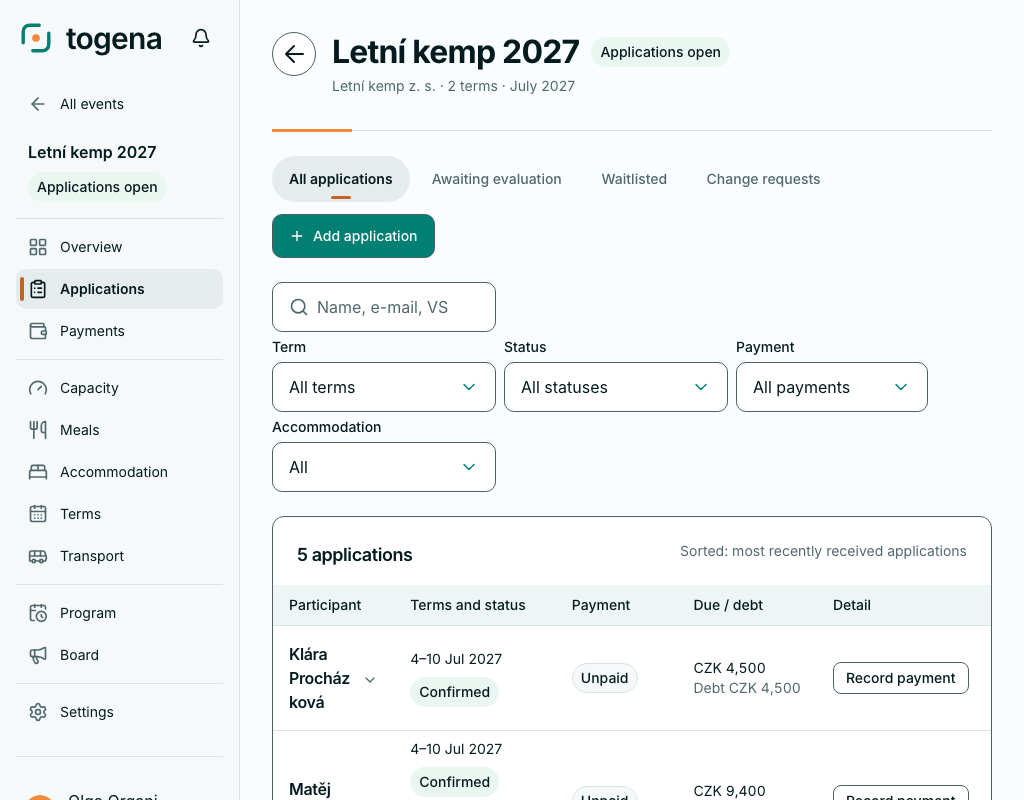 togena
All events
Letní kemp 2027
Applications open
Overview
Applications
Payments
Capacity
Meals
Accommodation
Terms
Transport
Program
Board
Settings
Letní kemp 2027
Applications open
Letní kemp z. s. · 2 terms · July 2027
All applications
Awaiting evaluation
Waitlisted
Change requests
Add application
Name, e-mail, VS
Term
Status
Payment
All terms
All statuses
All payments
Accommodation
All
5 applications
Sorted: most recently received applications
Participant
Terms and status
Payment
Due / debt
Detail
Klára
Procház
ková
4–10 Jul 2027
Confirmed
Unpaid
CZK 4,500
Debt CZK 4,500
Record payment
4–10 Jul 2027
Confirmed
Matěj
Unpaid
CZK 9,400
Record payment